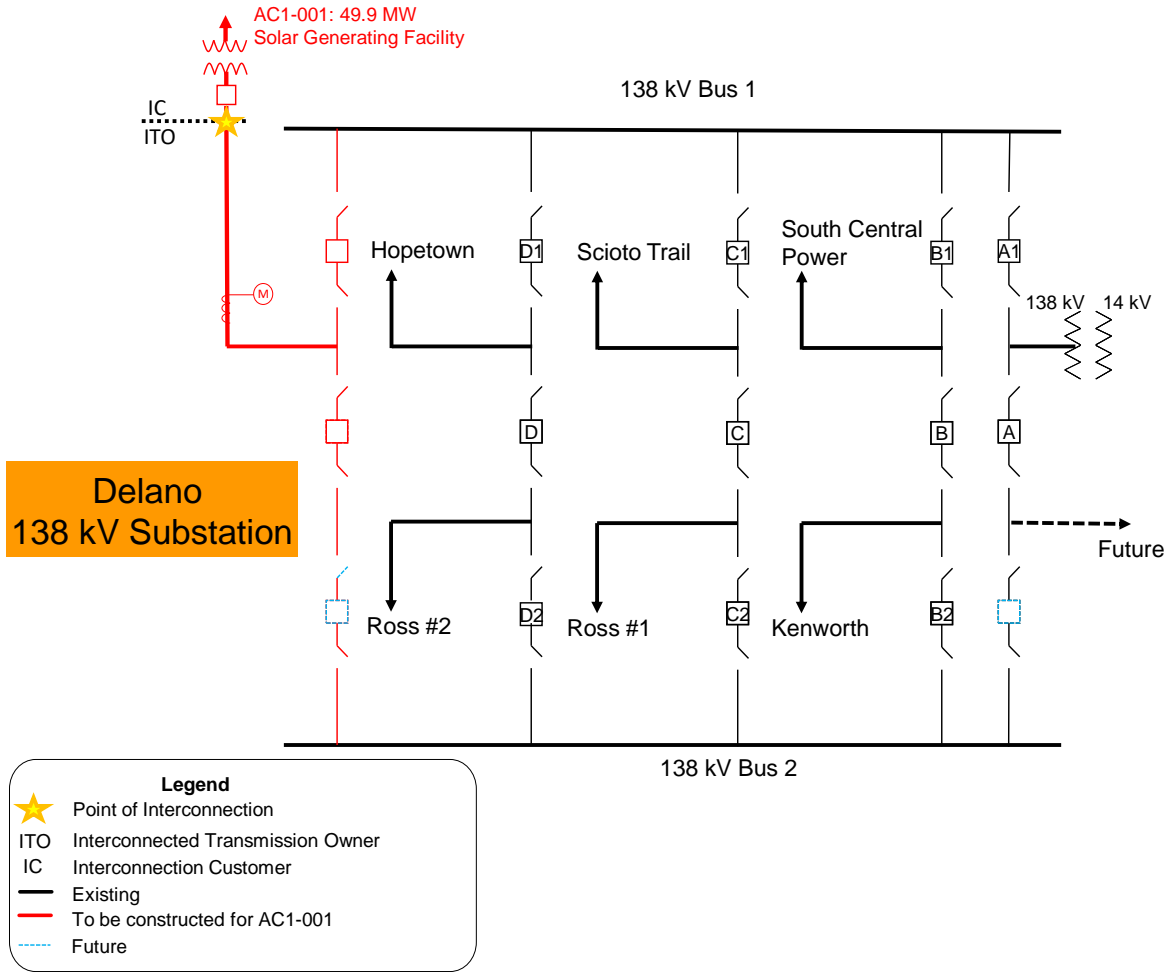 AC1-001: 49.9 MW
Solar Generating Facility
138 kV Bus 1
IC
ITO
M
Hopetown
D1
Scioto Trail
C1
South Central
Power
B1
A1
138 kV
14 kV
D
C
B
A
Delano
138 kV Substation
Future
Ross #2
D2
Ross #1
C2
Kenworth
B2
138 kV Bus 2
Legend
Point of Interconnection
ITO Interconnected Transmission Owner
IC Interconnection Customer
Existing
To be constructed for AC1-001
Future